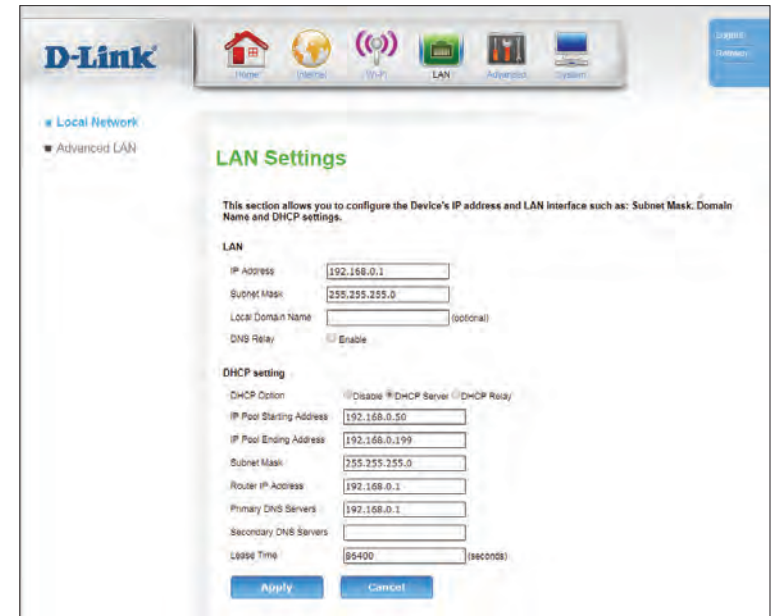 D-Link
Home Internet Wi-Fi LAN Advanced System
Logout
Refresh
Local Network
Advanced LAN
LAN Settings
This section allows you to configure the Device's IP address and LAN interface such as: Subnet Mask. Domain
Name and DHCP settings.
LAN
IP Address 192.168.0.1
Subnet Mask 255.255.255.0
Local Domain Name (optional)
DNS Relay Enable
DHCP setting
DHCP Option Disable DHCP Server DHCP Relay
IP Pool Starting Address 192.168.0.50
IP Pool Ending Address 192.168.0.199
Subnet Mask 255.255.255.0
Router IP Address 192.168.0.1
Primary DNS Servers 192.168.0.1
Secondary DNS Servers
Lease Time 86400 (seconds)
Apply Cancel